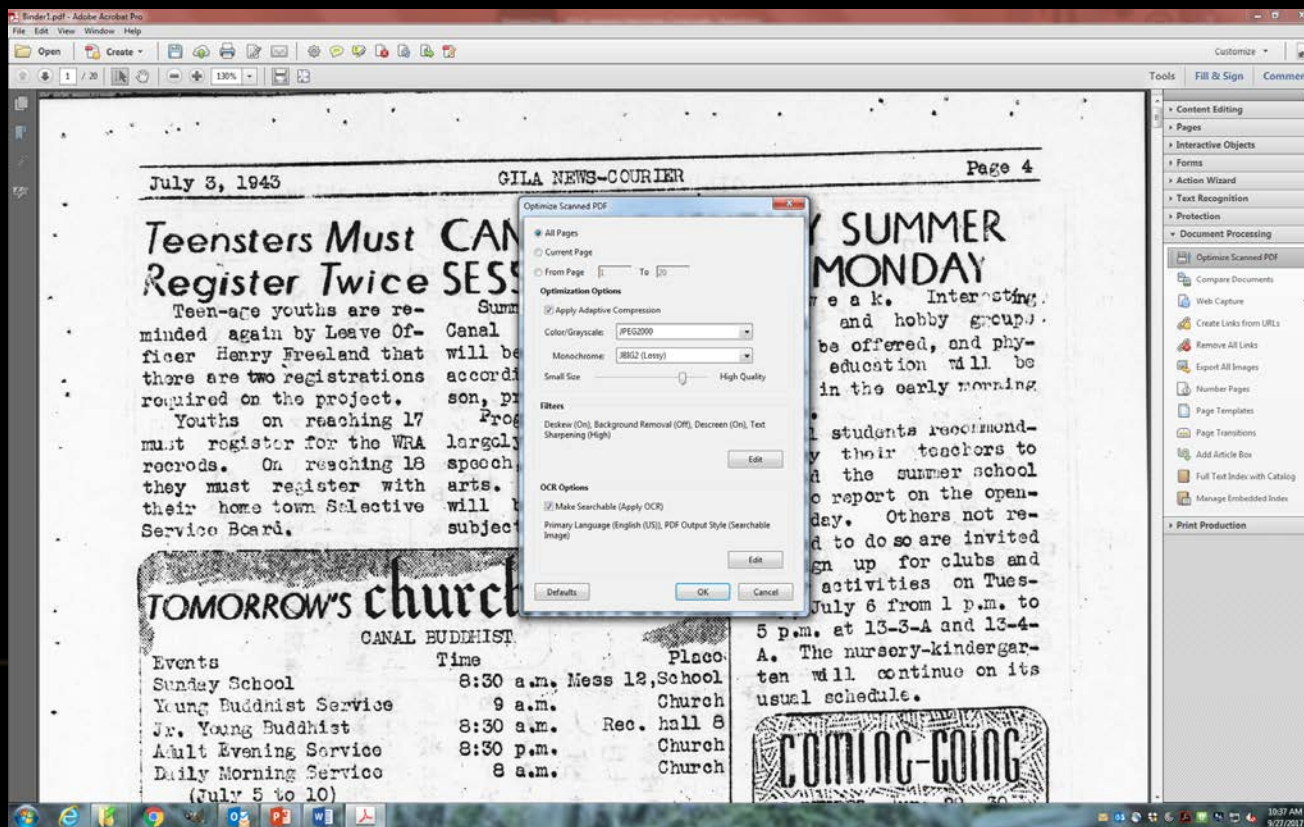 Binder1.pdf - Adobe Acrobat Pro
File Edit View Window Help
Open Create Customize
1 / 20 130% Tools Fill & Sign Commen
July 3, 1943 GILA NEWS-COURIER Page 4
Teensters Must
Register Twice
Teen-age youths are re-
minded again by Leave Of-
ficer Henry Freeland that
there are two registrations
required on the project.
Youths on reaching 17
must register for the WRA
recrods. On reaching 18
they must register with
their home town Selective
Service Board.
CAN
SESS
Summ
Canal
will be
accordi
son, pr
Prog
largely
speech,
arts.
will b
subject
Y SUMMER
MONDAY
w e a k. Interesting
and hobby groups
be offered, and phy-
education will be
in the early morning
l students recommend-
y their teachers to
d the summer school
o report on the open-
day. Others not re-
d to do so are invited
gn up for clubs and
activities on Tues-
July 6 from 1 p.m. to
5 p.m. at 13-3-A and 13-4-
A. The nursery-kindergar-
ten will continue on its
usual schedule.
TOMORROW'S church
CANAL BUDDHIST
Events Time Place
Sunday School 8:30 a.m. Mess 12,School
Young Buddhist Service 9 a.m. Church
Jr. Young Buddhist 8:30 a.m. Rec. hall 8
Adult Evening Service 8:30 p.m. Church
Daily Morning Service 8 a.m. Church
(July 5 to 10)
COMING-GOING
Optimize Scanned PDF
All Pages
Current Page
From Page 1 To 20
Optimization Options
Apply Adaptive Compression
Color/Grayscale: JPEG2000
Monochrome: JBIG2 (Lossy)
Small Size High Quality
Filters
Deskew (On), Background Removal (Off), Descreen (On), Text
Sharpening (High)
Edit
OCR Options
Make Searchable (Apply OCR)
Primary Language (English (US)), PDF Output Style (Searchable
Image)
Edit
Defaults OK Cancel
Content Editing
Pages
Interactive Objects
Forms
Action Wizard
Text Recognition
Protection
Document Processing
Optimize Scanned PDF
Compare Documents
Web Capture
Create Links from URLs
Remove All Links
Export All Images
Number Pages
Page Templates
Page Transitions
Add Article Box
Full Text Index with Catalog
Manage Embedded Index
Print Production
10:37 AM
9/27/2017